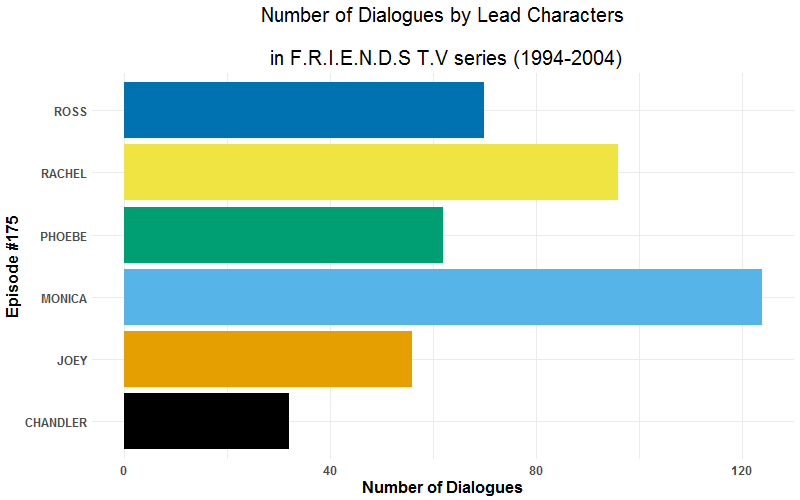 Number of Dialogues by Lead Characters
in F.R.I.E.N.D.S T.V series (1994-2004)
ROSS
RACHEL
PHOEBE
MONICA
JOEY
CHANDLER
Episode #175
0 40 80 120
Number of Dialogues